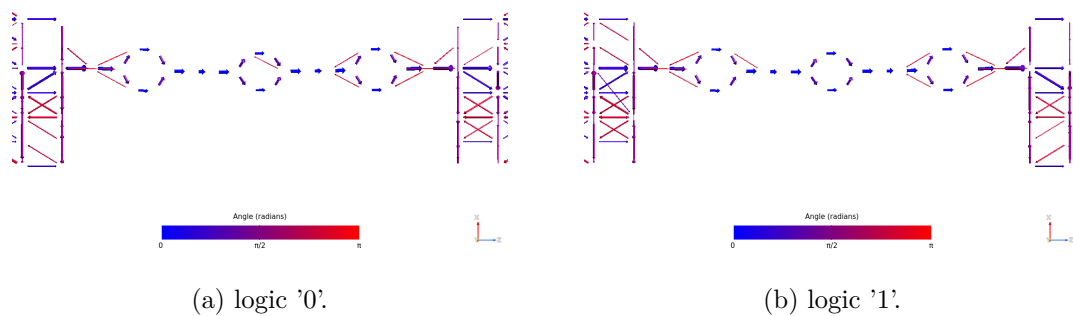 Angle (radians)
0 π/2 π
X
Y Z
(a) logic '0'.
Angle (radians)
0 π/2 π
X
Y Z
(b) logic '1'.